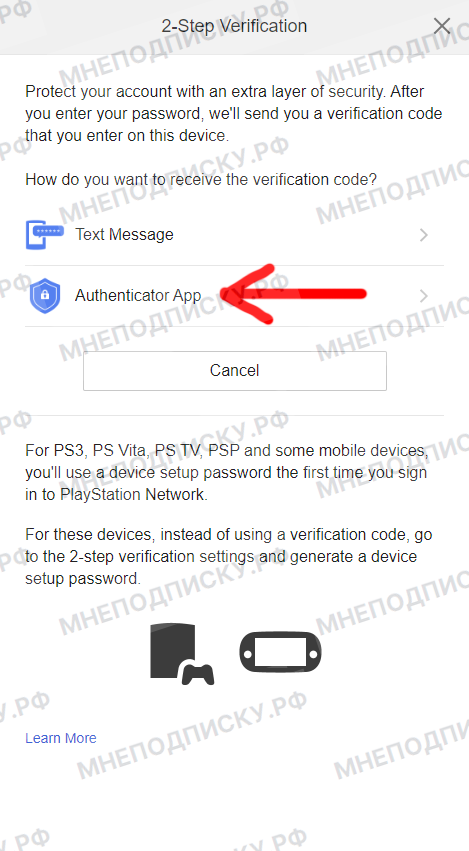 2-Step Verification
Protect your account with an extra layer of security. After
you enter your password, we'll send you a verification code
that you enter on this device.
How do you want to receive the verification code?
Text Message
Authenticator App
Cancel
For PS3, PS Vita, PS TV, PSP and some mobile devices,
you'll use a device setup password the first time you sign
in to PlayStation Network.
For these devices, instead of using a verification code, go
to the 2-step verification settings and generate a device
setup password.
Learn More
МНЕПОДПИСКУ.РФ